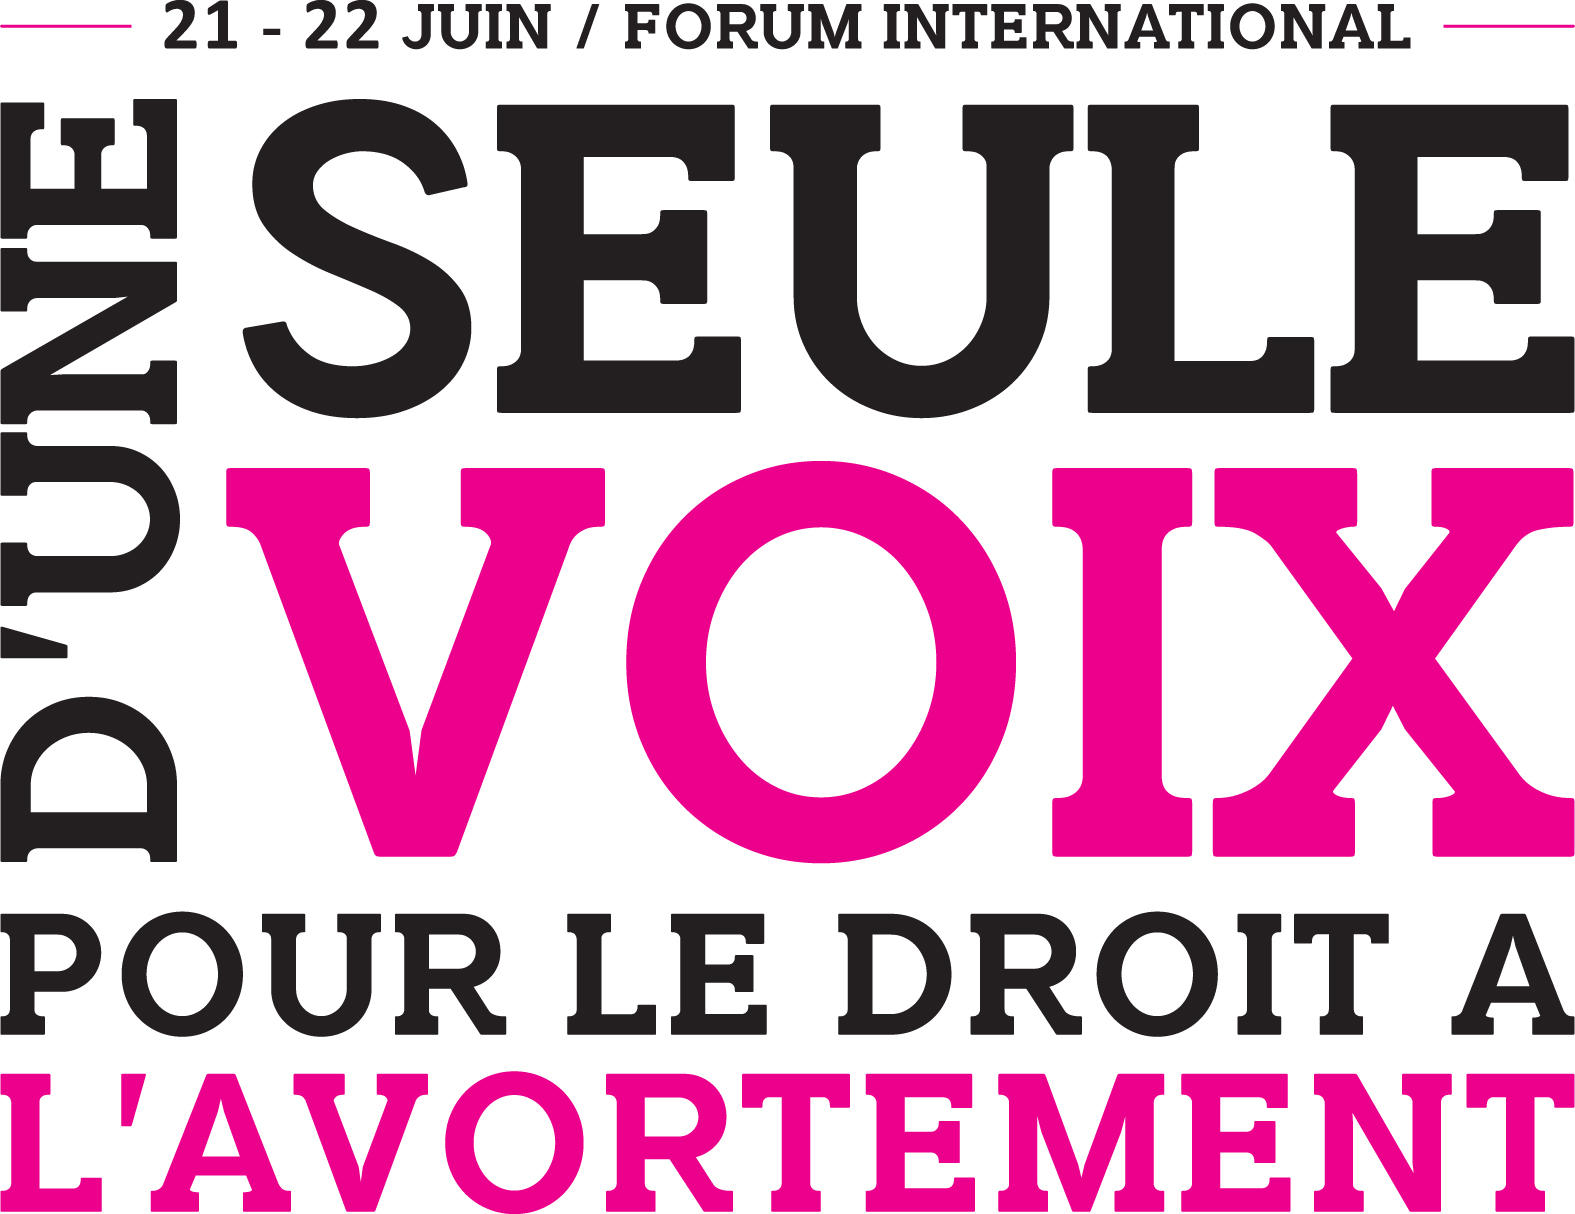 21 - 22 JUIN / FORUM INTERNATIONAL
D'UNE
SEULE
VOIX
POUR LE DROIT A
L'AVORTEMENT